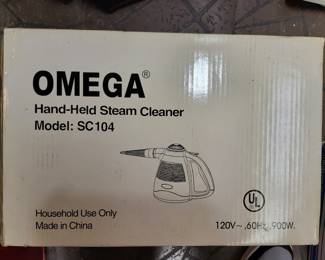 OMEGA®
Hand-Held Steam Cleaner
Model: SC104
UL
Household Use Only
Made in China
120V~ .60Hz. 900W.